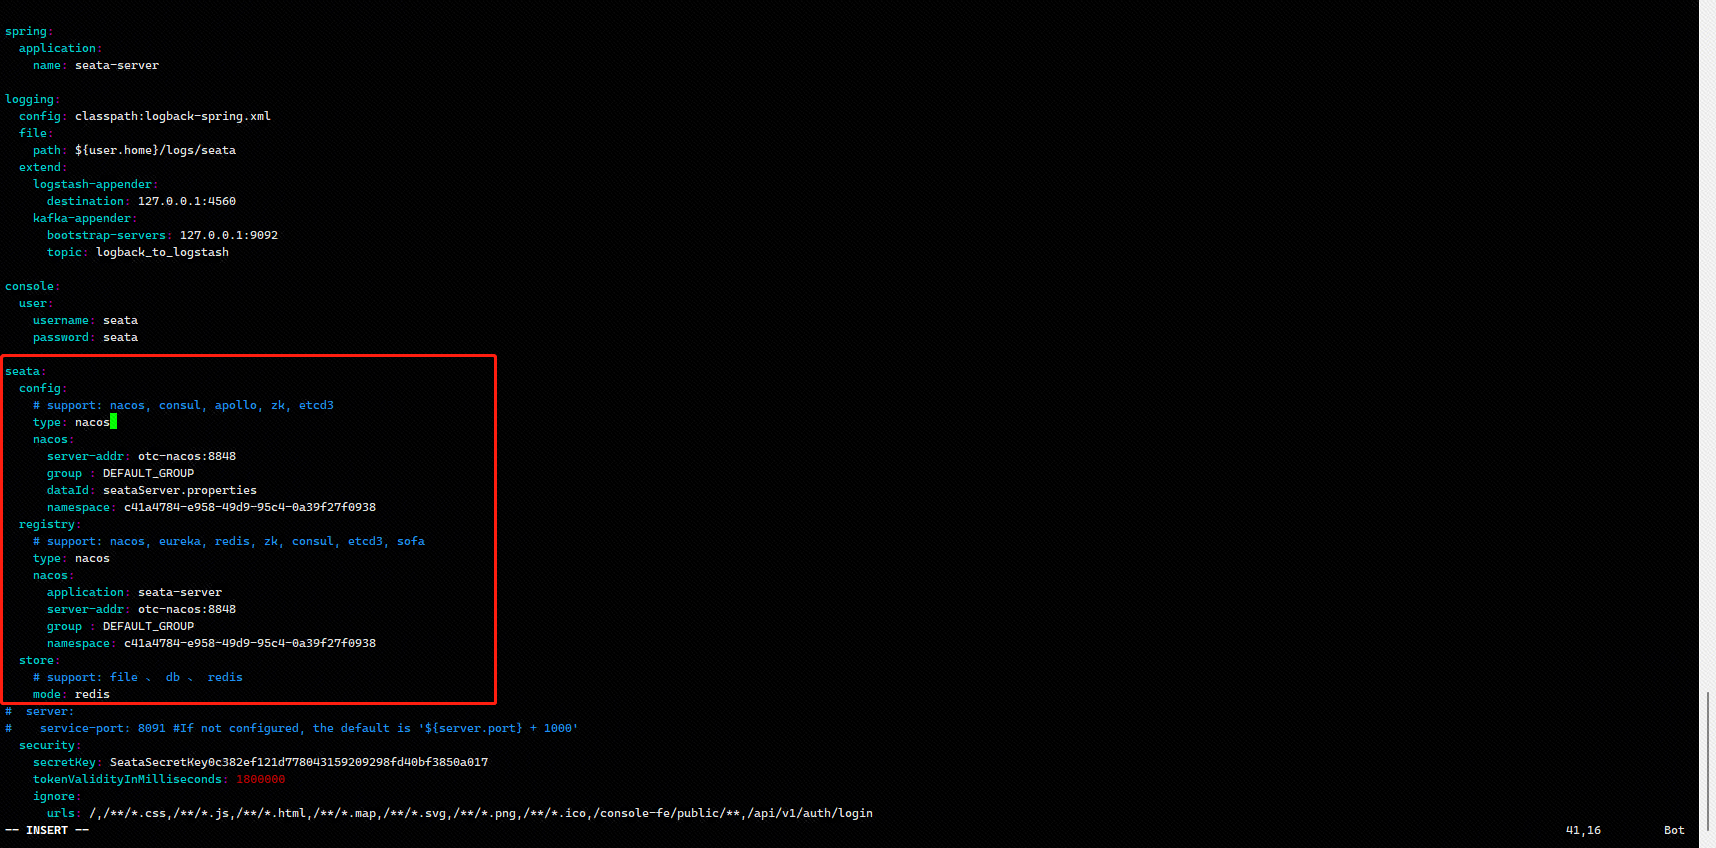 spring:
  application:
    name: seata-server

logging:
  config: classpath:logback-spring.xml
  file:
    path: ${user.home}/logs/seata
  extend:
    logstash-appender:
      destination: 127.0.0.1:4560
    kafka-appender:
      bootstrap-servers: 127.0.0.1:9092
      topic: logback_to_logstash

console:
  user:
    username: seata
    password: seata

seata:
  config:
    # support: nacos, consul, apollo, zk, etcd3
    type: nacos
    nacos:
      server-addr: otc-nacos:8848
      group : DEFAULT_GROUP
      dataId: seataServer.properties
      namespace: c41a4784-e958-49d9-95c4-0a39f27f0938
  registry:
    # support: nacos, eureka, redis, zk, consul, etcd3, sofa
    type: nacos
    nacos:
      application: seata-server
      server-addr: otc-nacos:8848
      group : DEFAULT_GROUP
      namespace: c41a4784-e958-49d9-95c4-0a39f27f0938
  store:
    # support: file 、 db 、 redis
    mode: redis
#  server:
#    service-port: 8091 #If not configured, the default is '${server.port} + 1000'
  security:
    secretKey: SeataSecretKey0c382ef121d778043159209298fd40bf3850a017
    tokenValidityInMilliseconds: 1800000
    ignore:
      urls: /,/**/*.css,/**/*.js,/**/*.html,/**/*.map,/**/*.svg,/**/*.png,/**/*.ico,/console-fe/public/**,/api/v1/auth/login
-- INSERT -- 41,16 Bot